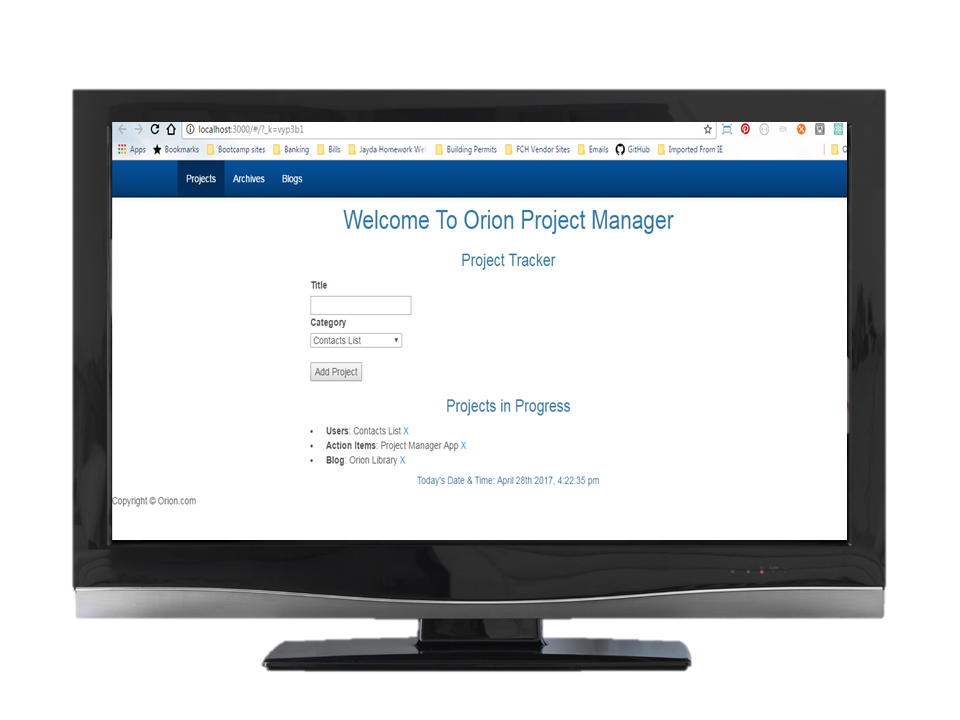 localhost:3000/#/?_k=vyp3b1
Apps Bookmarks Bootcamp sites Banking Bills Jayda Homework We Building Permits FCH Vendor Sites Emails GitHub Imported From IE
Projects Archives Blogs
Welcome To Orion Project Manager
Project Tracker
Title
Category
Contacts List
Add Project
Projects in Progress
• Users: Contacts List X
• Action Items: Project Manager App X
• Blog: Orion Library X
Today's Date & Time: April 28th 2017, 4:22:35 pm
Copyright © Orion.com